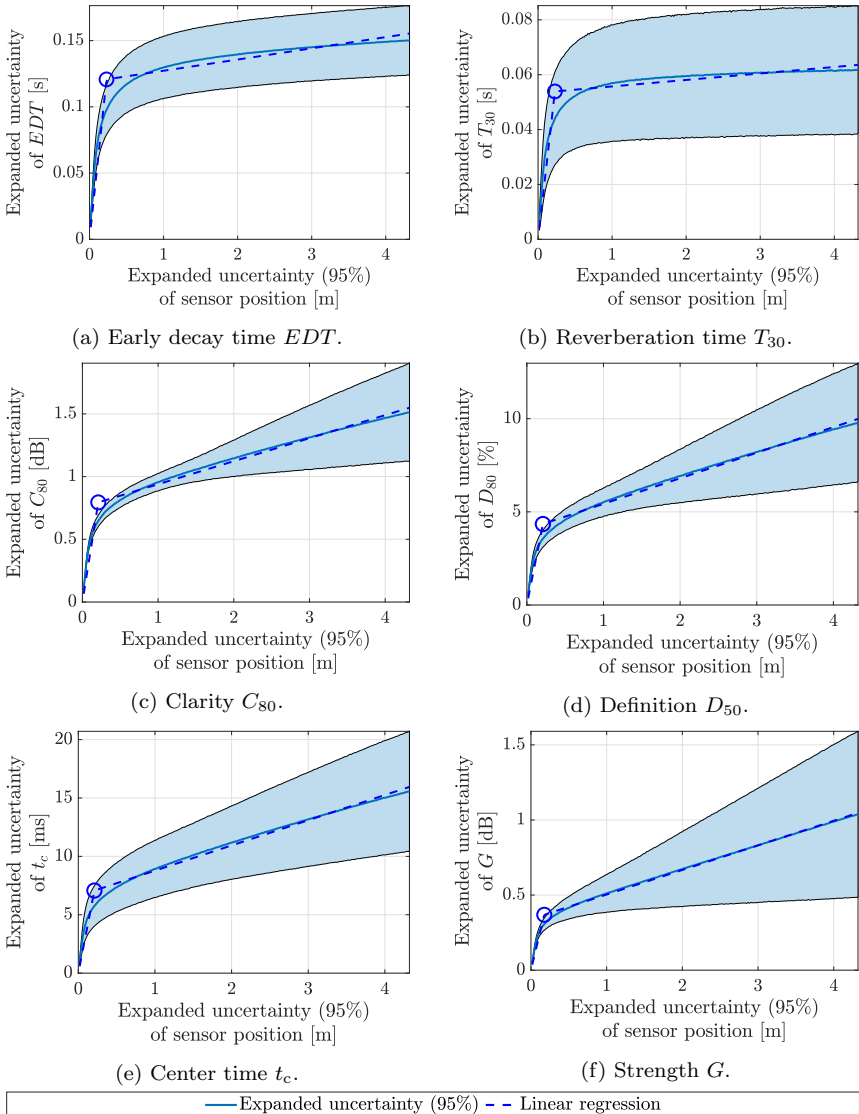 Expanded uncertainty
of EDT [s]
0.15
0.1
0.05
0
0 1 2 3 4
Expanded uncertainty (95%)
of sensor position [m]
(a) Early decay time EDT.
Expanded uncertainty
of T30 [s]
0.08
0.06
0.04
0.02
0
0 1 2 3 4
Expanded uncertainty (95%)
of sensor position [m]
(b) Reverberation time T30.
Expanded uncertainty
of C80 [dB]
1.5
1
0.5
0
0 1 2 3 4
Expanded uncertainty (95%)
of sensor position [m]
(c) Clarity C80.
Expanded uncertainty
of D80 [%]
10
5
0
0 1 2 3 4
Expanded uncertainty (95%)
of sensor position [m]
(d) Definition D50.
Expanded uncertainty
of tc [ms]
20
15
10
5
0
0 1 2 3 4
Expanded uncertainty (95%)
of sensor position [m]
(e) Center time tc.
Expanded uncertainty
of G [dB]
1.5
1
0.5
0
0 1 2 3 4
Expanded uncertainty (95%)
of sensor position [m]
(f) Strength G.
Expanded uncertainty (95%) Linear regression